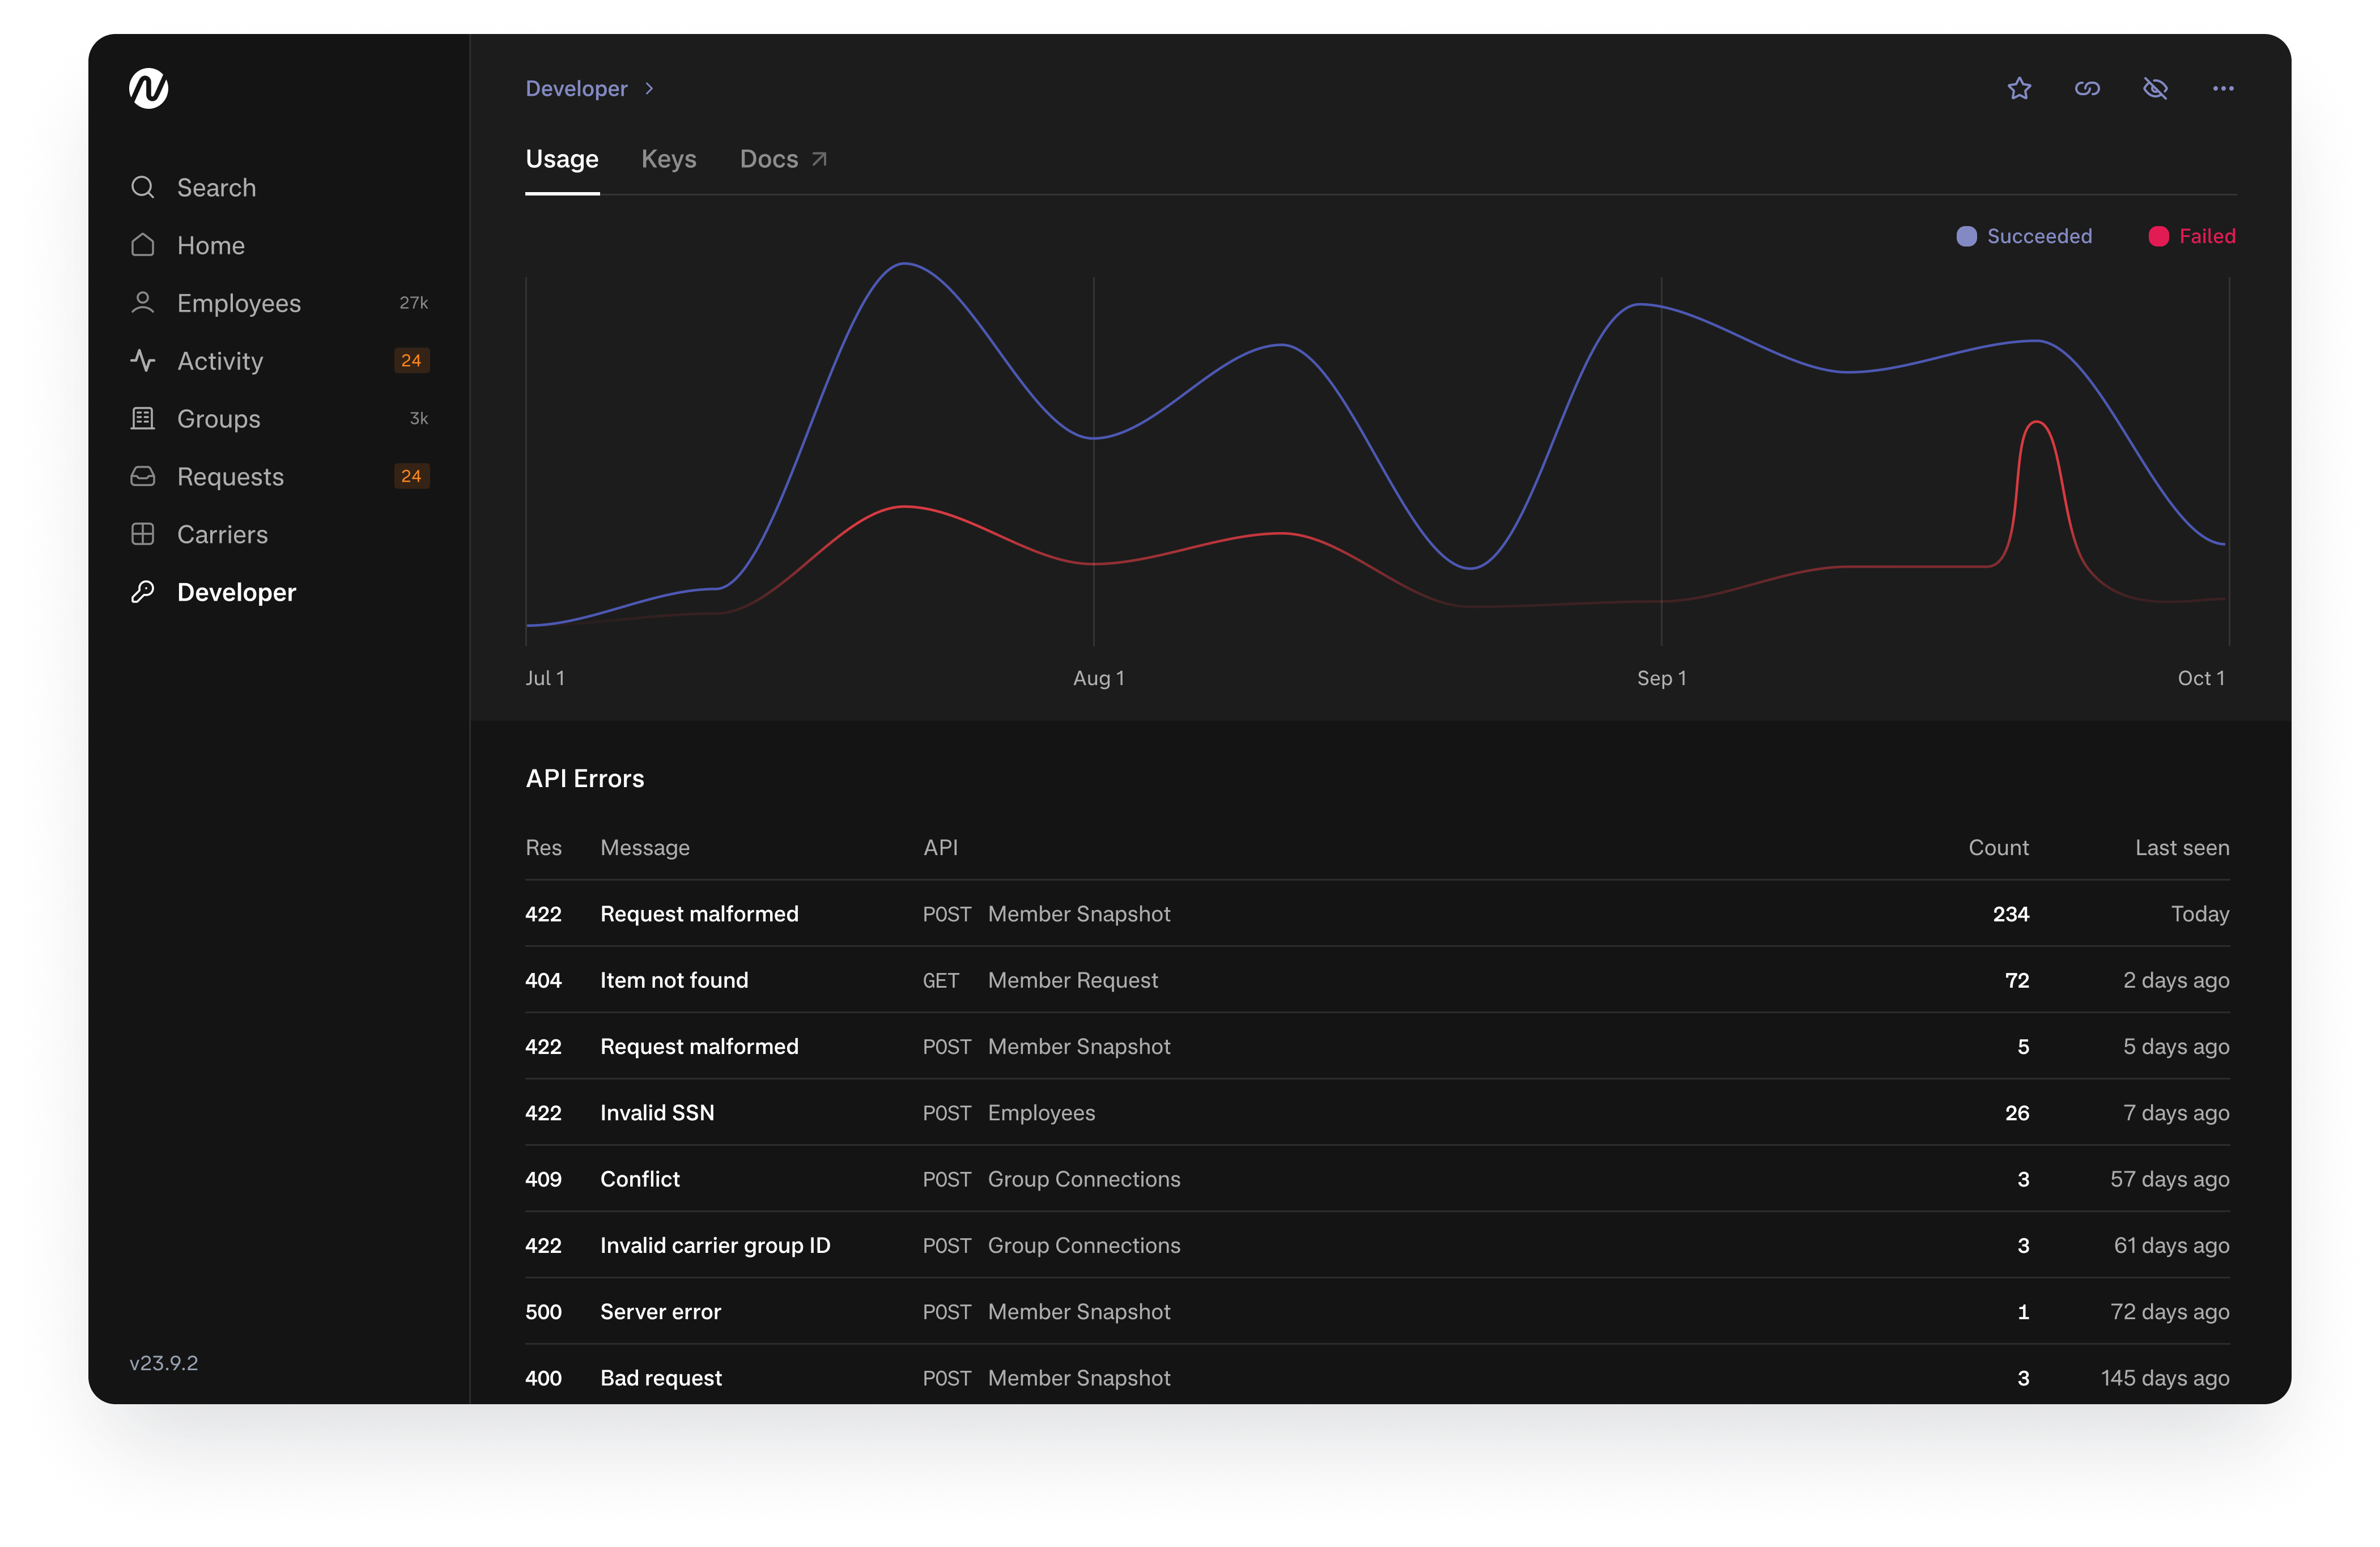 Search
Home
Employees 27k
Activity 24
Groups 3k
Requests 24
Carriers
Developer
v23.9.2
Developer
Usage Keys Docs
Succeeded Failed
Jul 1 Aug 1 Sep 1 Oct 1
API Errors
Res Message API Count Last seen
422 Request malformed POST Member Snapshot 234 Today
404 Item not found GET Member Request 72 2 days ago
422 Request malformed POST Member Snapshot 5 5 days ago
422 Invalid SSN POST Employees 26 7 days ago
409 Conflict POST Group Connections 3 57 days ago
422 Invalid carrier group ID POST Group Connections 3 61 days ago
500 Server error POST Member Snapshot 1 72 days ago
400 Bad request POST Member Snapshot 3 145 days ago